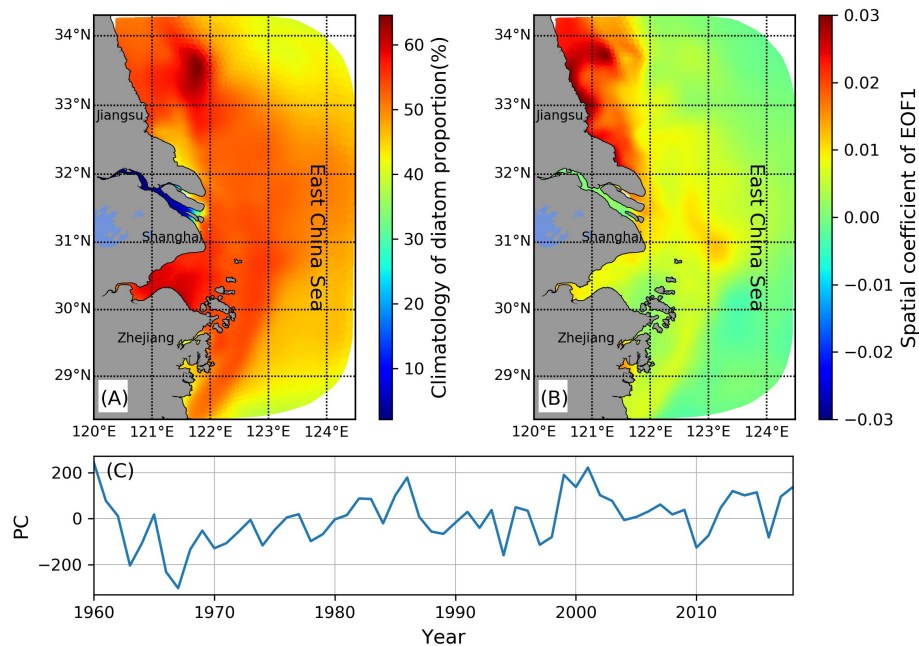 34°N
33°N
32°N
31°N
30°N
29°N
120°E
121°E
122°E
123°E
124°E
Jiangsu
Shanghai
Zhejiang
East China Sea
(A)
60
50
40
30
20
10
Climatology of diatom proportion(%)
34°N
33°N
32°N
31°N
30°N
29°N
120°E
121°E
122°E
123°E
124°E
Jiangsu
Shanghai
Zhejiang
East China Sea
(B)
0.03
0.02
0.01
0.00
−0.01
−0.02
−0.03
Spatial coefficient of EOF1
(C)
200
0
−200
PC
1960
1970
1980
1990
2000
2010
Year